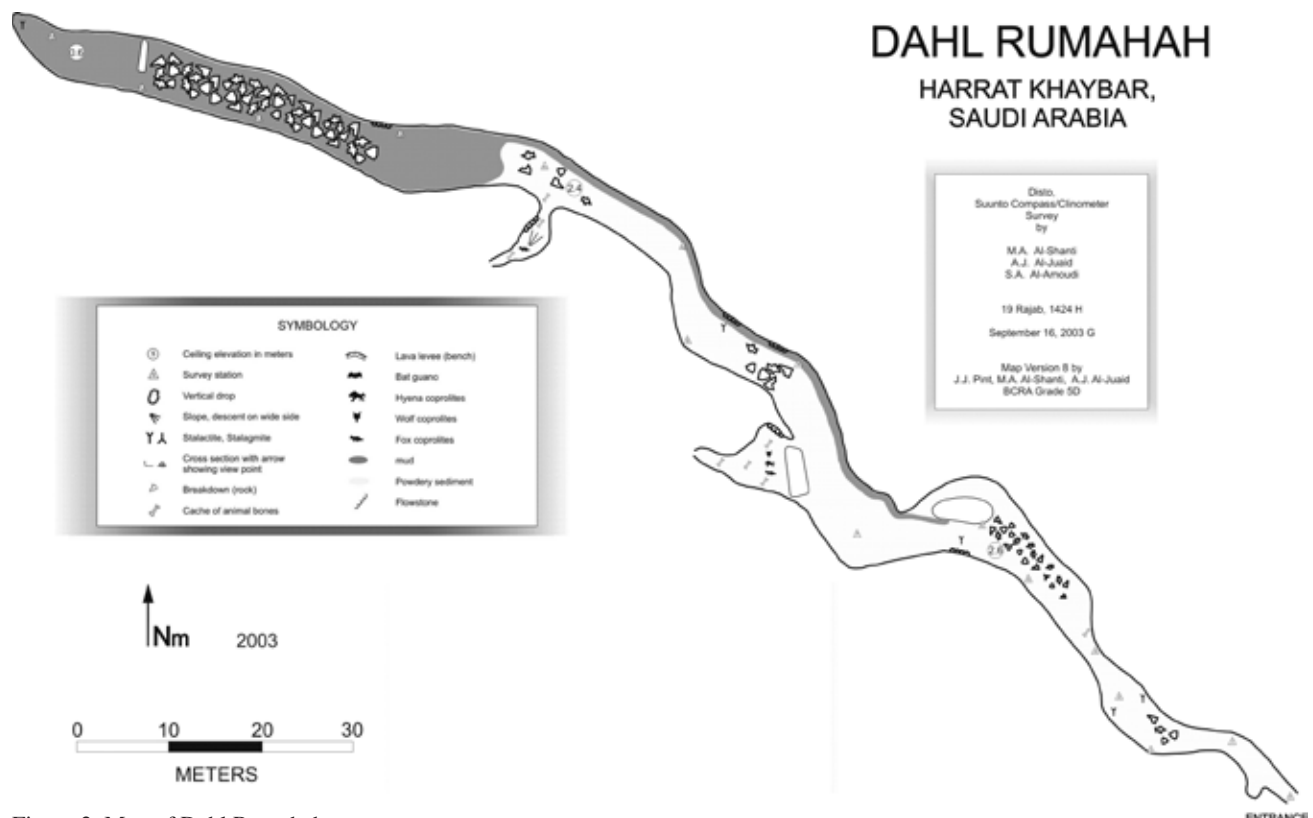 DAHL RUMAHAH
HARRAT KHAYBAR,
SAUDI ARABIA
Disto,
Suunto Compass/Clinometer
Survey
by
M.A. Al-Shanti
A.J. Al-Juaid
S.A. Al-Amoudi
19 Rajab, 1424 H
September 16, 2003 G
Map Version 8 by
J.J. Pint, M.A. Al-Shanti, A.J. Al-Juaid
BCRA Grade 5D
2.4
2.6
SYMBOLOGY
Ceiling elevation in meters
Survey station
Vertical drop
Slope, descent on wide side
Stalactite, Stalagmite
Cross section with arrow
showing view point
Breakdown (rock)
Cache of animal bones
Lava levee (bench)
Bat guano
Hyena coprolites
Wolf coprolites
Fox coprolites
mud
Powdery sediment
Flowstone
Nm 2003
0 10 20 30
METERS
ENTRANCE